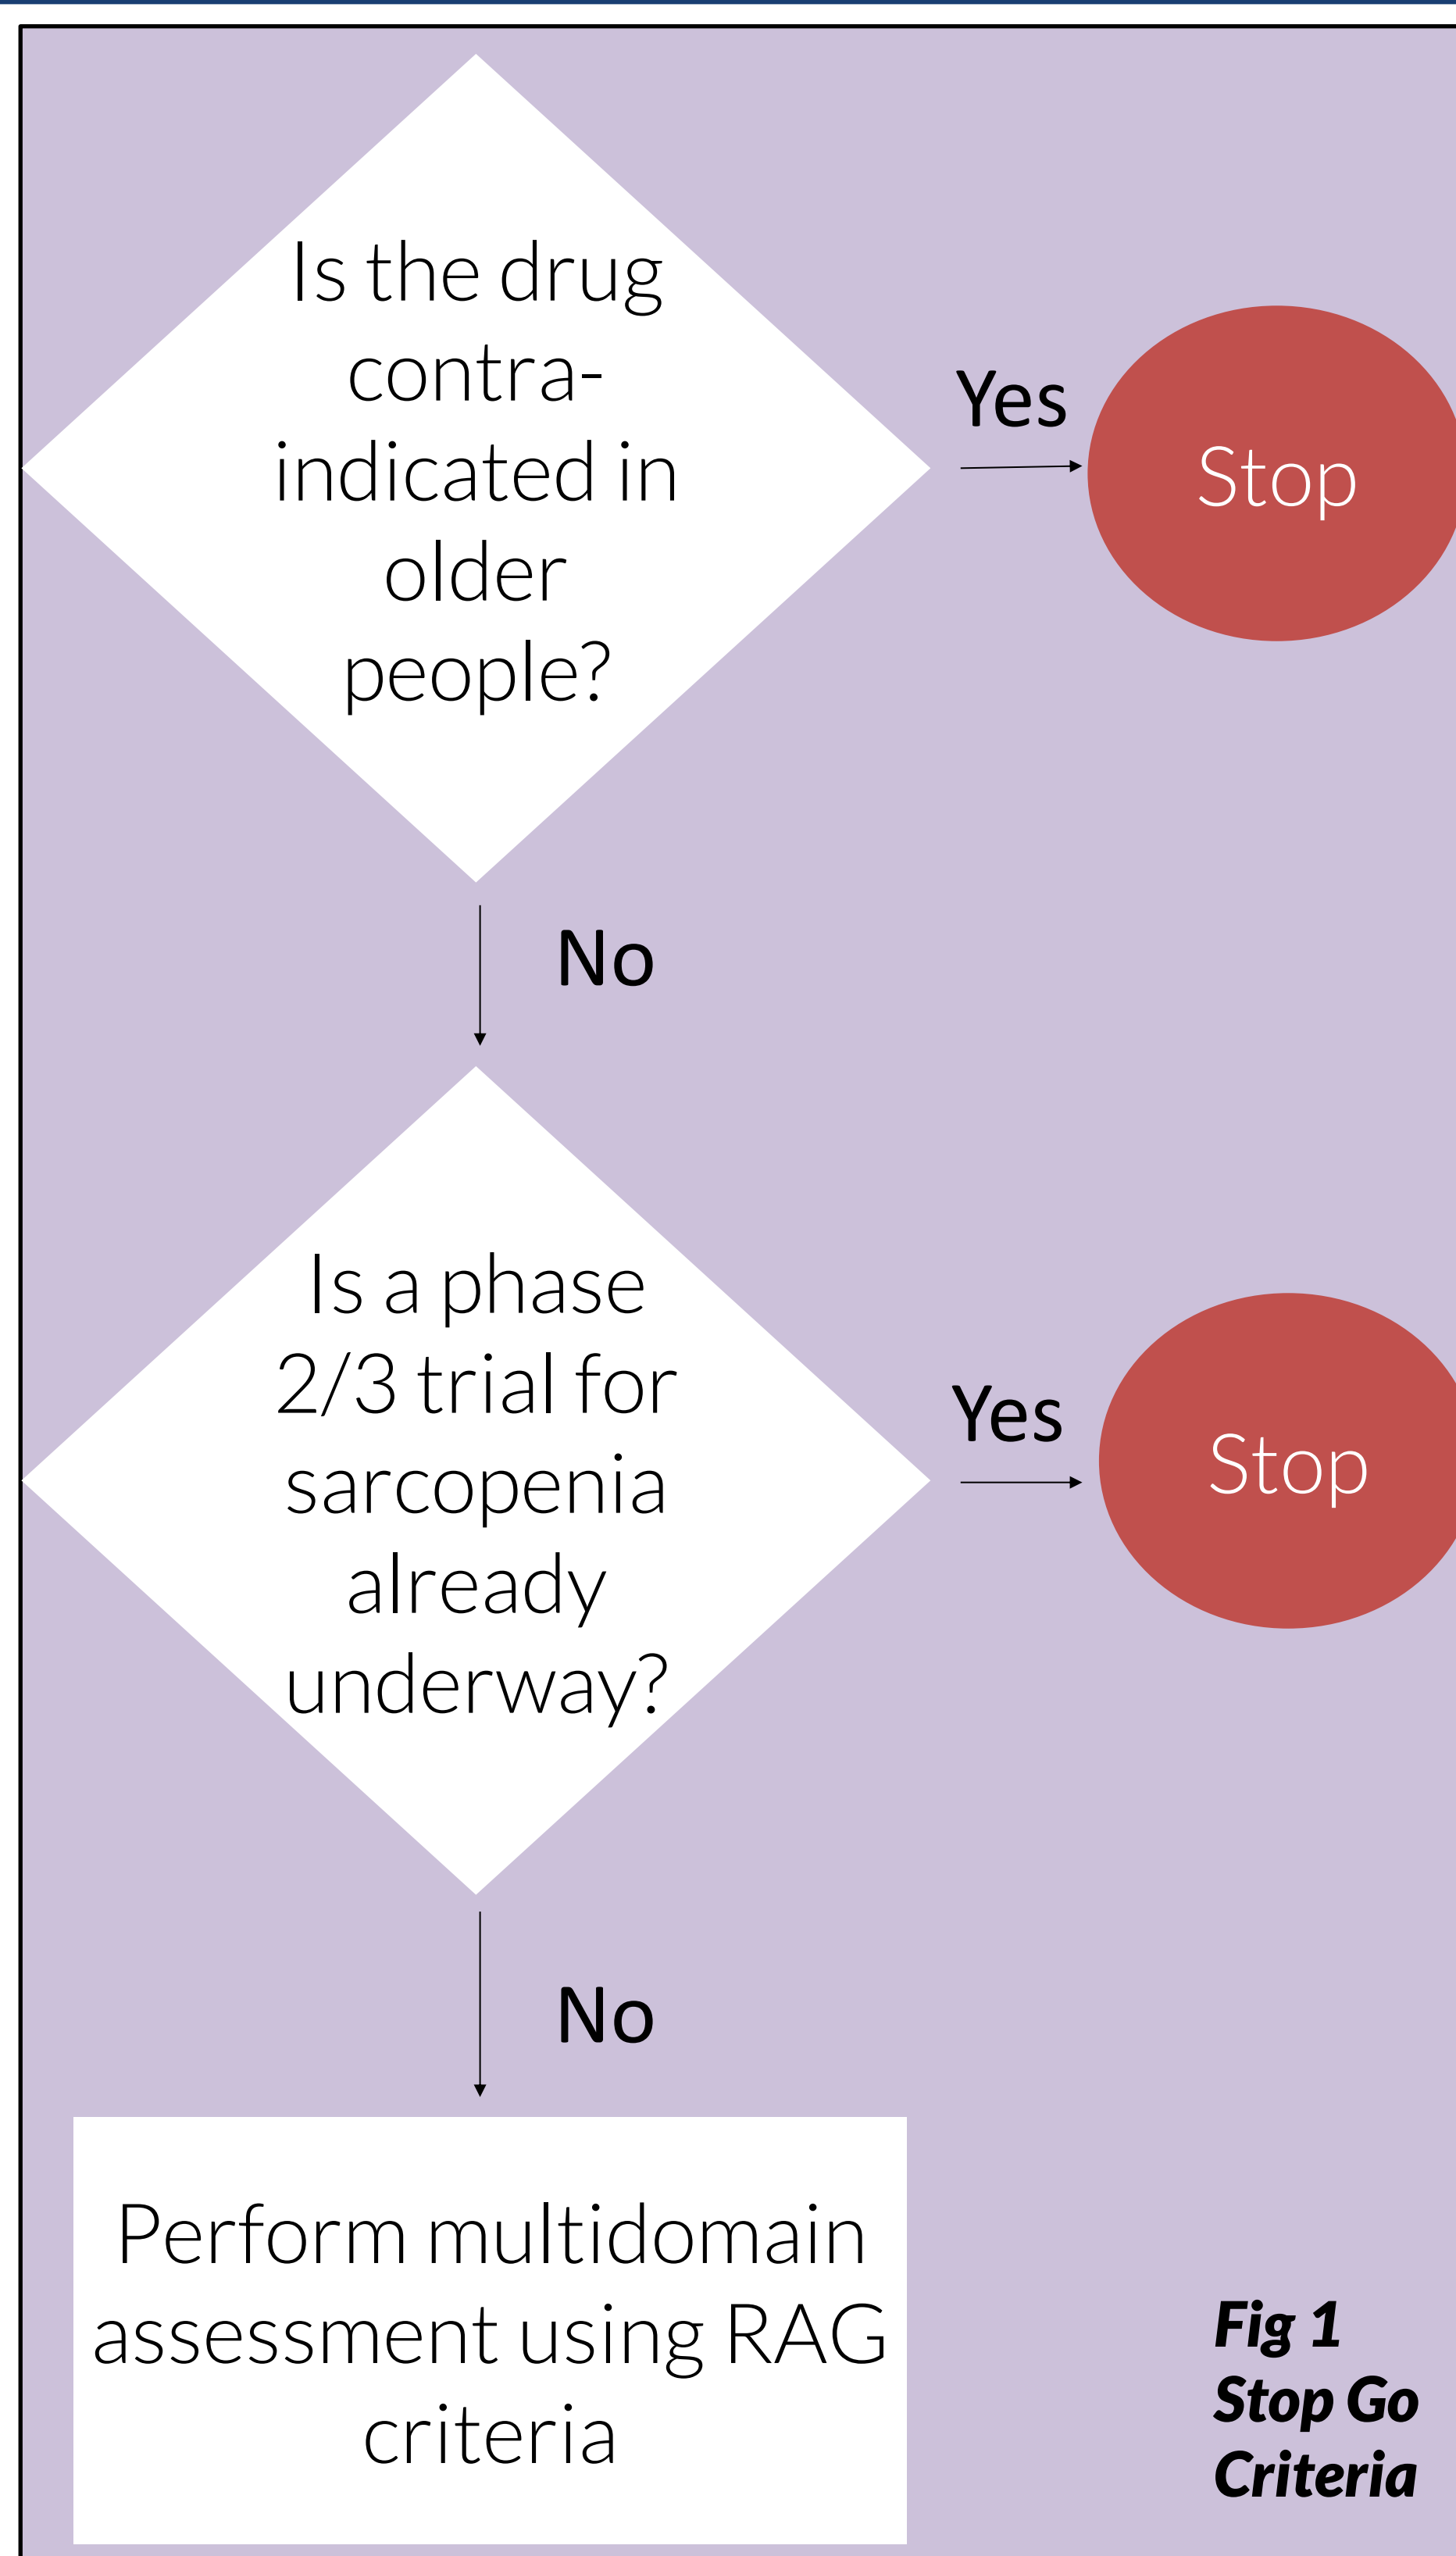 Is the drug
contra-
indicated in
older
people?
Yes
Stop
No
Is a phase
2/3 trial for
sarcopenia
already
underway?
Yes
Stop
No
Perform multidomain
assessment using RAG
criteria
Fig 1
Stop Go
Criteria